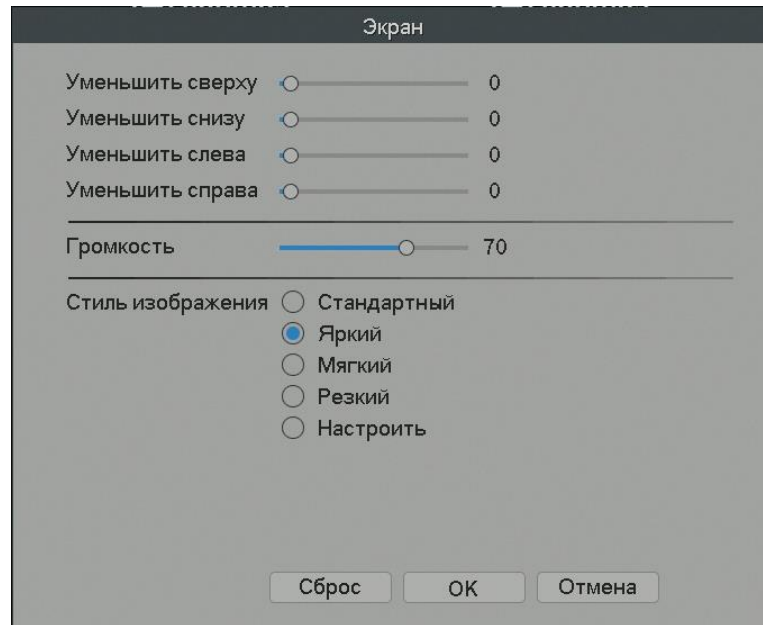 Экран
Уменьшить сверху 0
Уменьшить снизу 0
Уменьшить слева 0
Уменьшить справа 0
Громкость 70
Стиль изображения Стандартный
Яркий
Мягкий
Резкий
Настроить
Сброс OK Отмена